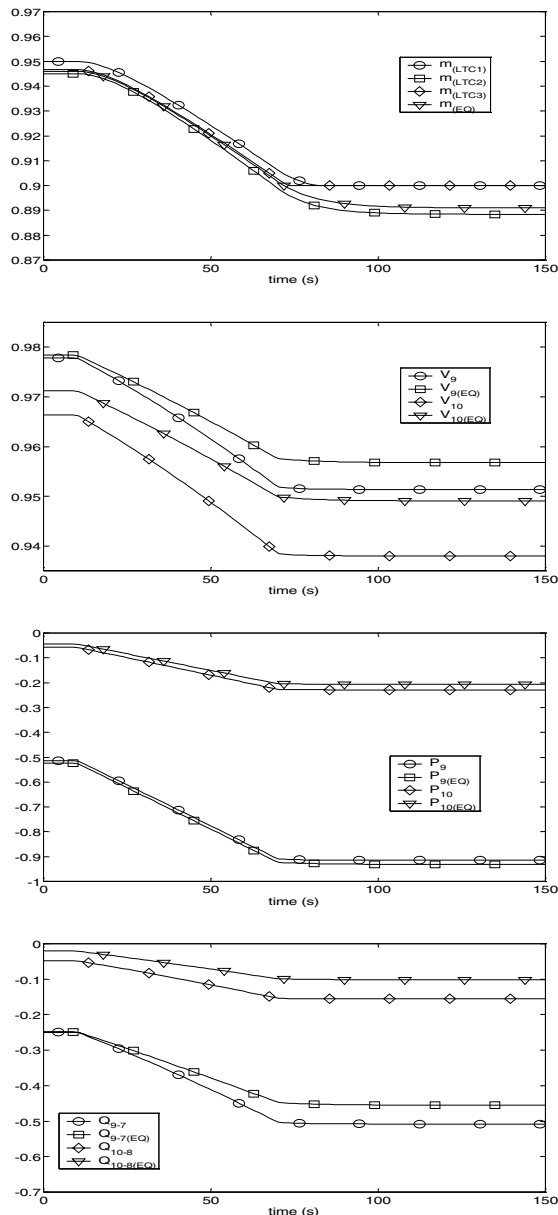 0.97
0.96
0.95
0.94
0.93
0.92
0.91
0.9
0.89
0.88
0.87
m(LTC1)
m(LTC2)
m(LTC3)
m(EQ)
0 50 100 150
time (s)
0.98
0.97
0.96
0.95
0.94
V9
V9(EQ)
V10
V10(EQ)
0 50 100 150
time (s)
0
-0.1
-0.2
-0.3
-0.4
-0.5
-0.6
-0.7
-0.8
-0.9
-1
P9
P9(EQ)
P10
P10(EQ)
0 50 100 150
time (s)
0
-0.1
-0.2
-0.3
-0.4
-0.5
-0.6
-0.7
Q9-7
Q9-7(EQ)
Q10-8
Q10-8(EQ)
0 50 100 150
time (s)